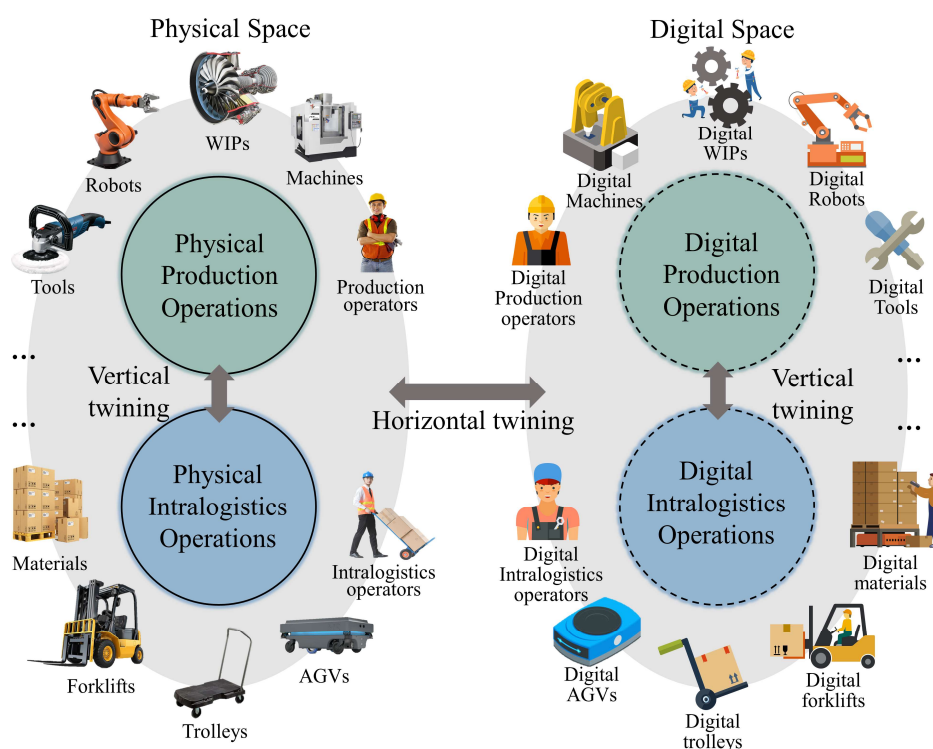 Physical Space
WIPs
Robots
Machines
Tools
Production
operators
Physical
Production
Operations
...
Vertical
twining
...
Physical
Intralogistics
Operations
Materials
Intralogistics
operators
Forklifts
AGVs
Trolleys
Horizontal twining
Digital Space
Digital
WIPs
Digital
Machines
Digital
Robots
Digital
Production
operators
Digital
Tools
Digital
Production
Operations
...
Vertical
twining
...
Digital
Intralogistics
Operations
Digital
Intralogistics
operators
Digital
materials
Digital
AGVs
Digital
forklifts
Digital
trolleys